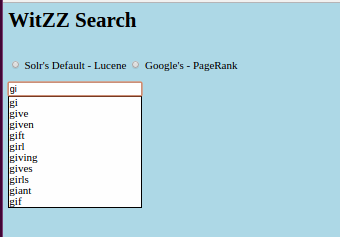 WitZZ Search
Solr's Default - Lucene Google's - PageRank
gi
gi
give
given
gift
girl
giving
gives
girls
giant
gif